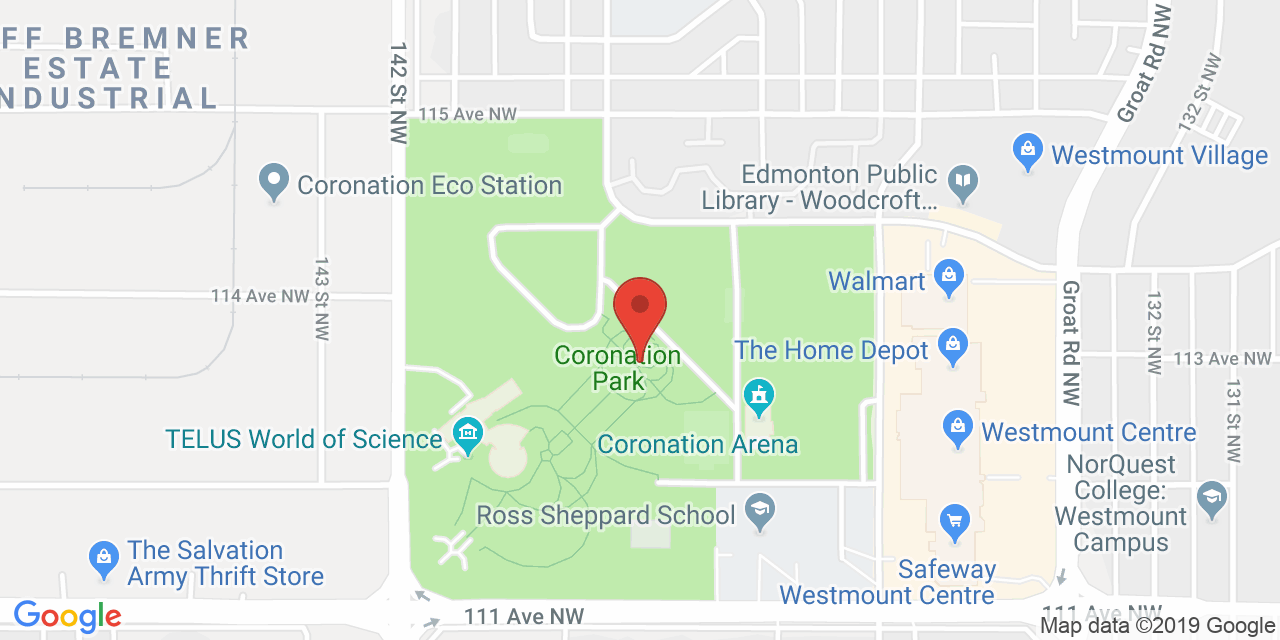 FF BREMNER
ESTATE
NDUSTRIAL
142 St NW
115 Ave NW
Groat Rd NW
132 St NW
Westmount Village
Coronation Eco Station
Edmonton Public
Library - Woodcroft...
143 St NW
114 Ave NW
Walmart
Groat Rd NW
132 St NW
The Home Depot
113 Ave NW
Coronation
Park
131 St NW
TELUS World of Science
Coronation Arena
Westmount Centre
NorQuest
College:
Westmount
Campus
Ross Sheppard School
The Salvation
Army Thrift Store
Safeway
Westmount Centre
Google
111 Ave NW
111 Ave NW
Map data ©2019 Google